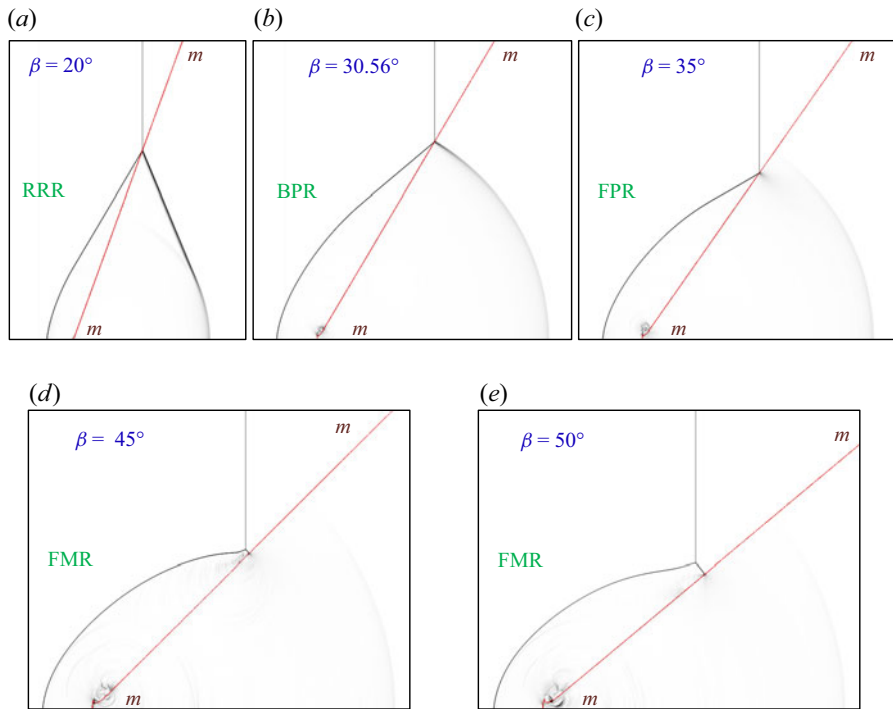 (a)
β = 20°
m
RRR
m
(b)
β = 30.56°
m
BPR
m
(c)
β = 35°
m
FPR
m
(d)
β = 45°
m
FMR
m
(e)
β = 50°
m
FMR
m